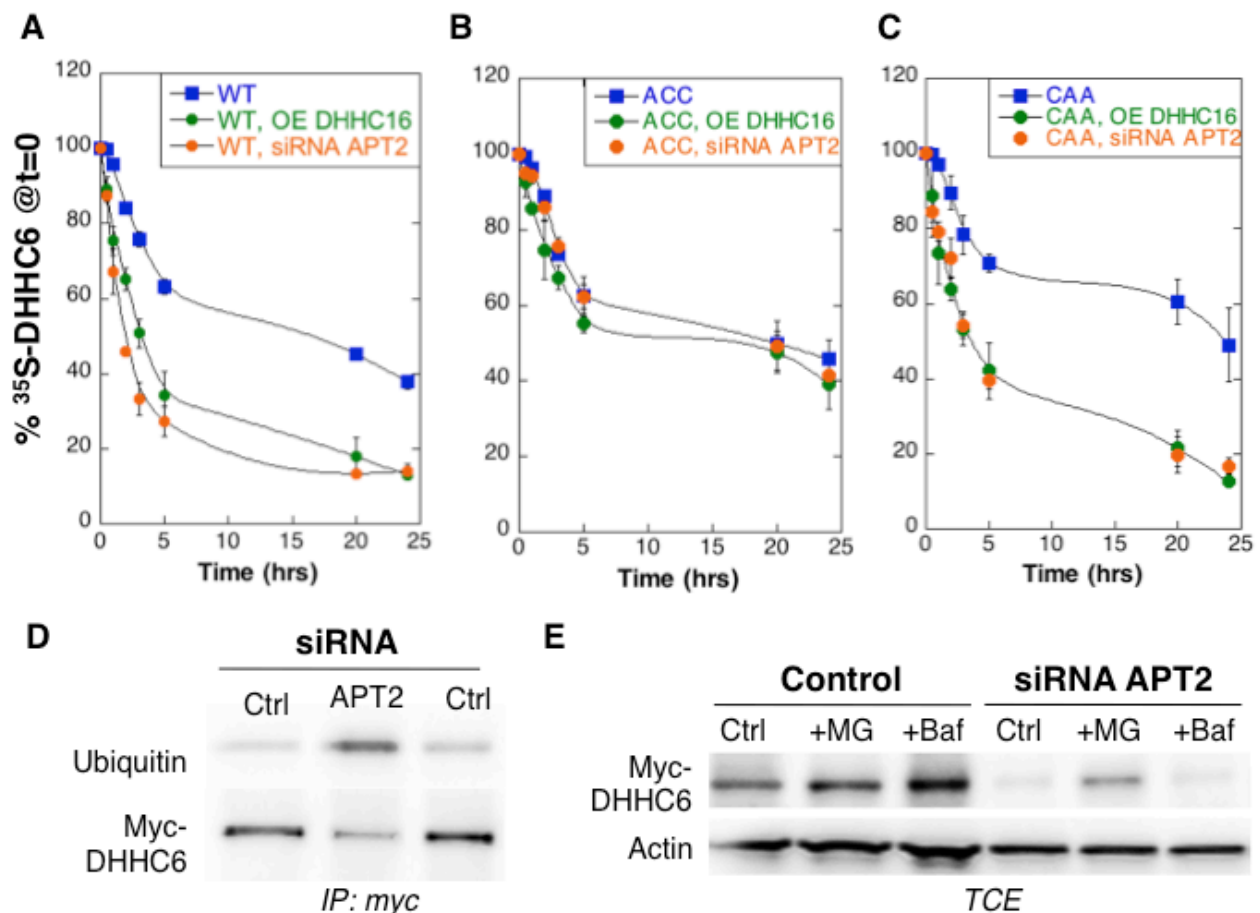 A
B
C
% ³⁵S-DHHC6 @t=0
120
100
80
60
40
20
0
WT
WT, OE DHHC16
WT, siRNA APT2
0 5 10 15 20 25
Time (hrs)
120
100
80
60
40
20
0
ACC
ACC, OE DHHC16
ACC, siRNA APT2
0 5 10 15 20 25
Time (hrs)
120
100
80
60
40
20
0
CAA
CAA, OE DHHC16
CAA, siRNA APT2
0 5 10 15 20 25
Time (hrs)
D
siRNA
Ctrl APT2 Ctrl
Ubiquitin
Myc-
DHHC6
IP: myc
E
Control siRNA APT2
Ctrl +MG +Baf Ctrl +MG +Baf
Myc-
DHHC6
Actin
TCE